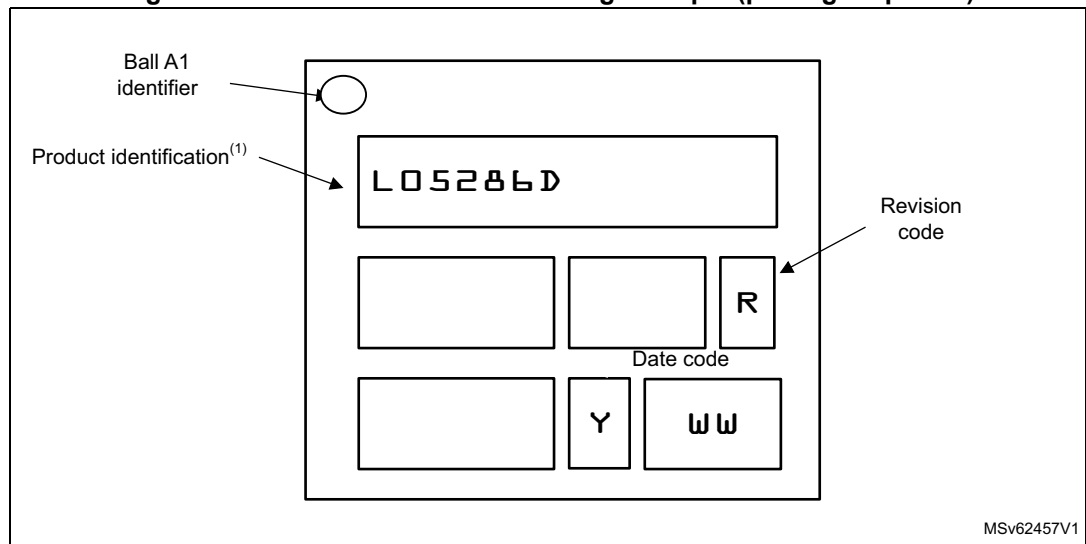 Ball A1
identifier
Product identification(1)
L05286D
Revision
code
R
Date code
Y WW
MSv62457V1